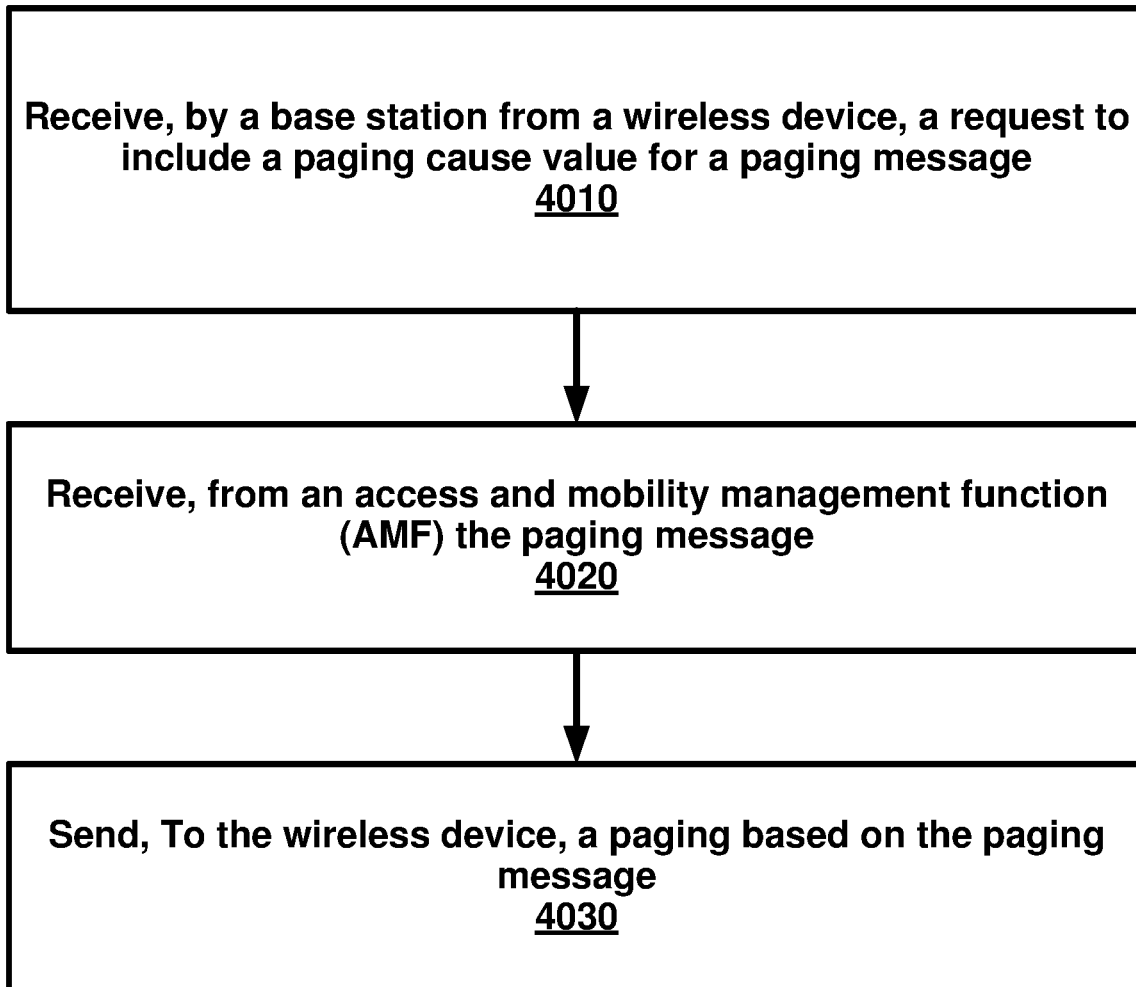 Receive, by a base station from a wireless device, a request to
include a paging cause value for a paging message
4010
Receive, from an access and mobility management function
(AMF) the paging message
4020
Send, To the wireless device, a paging based on the paging
message
4030